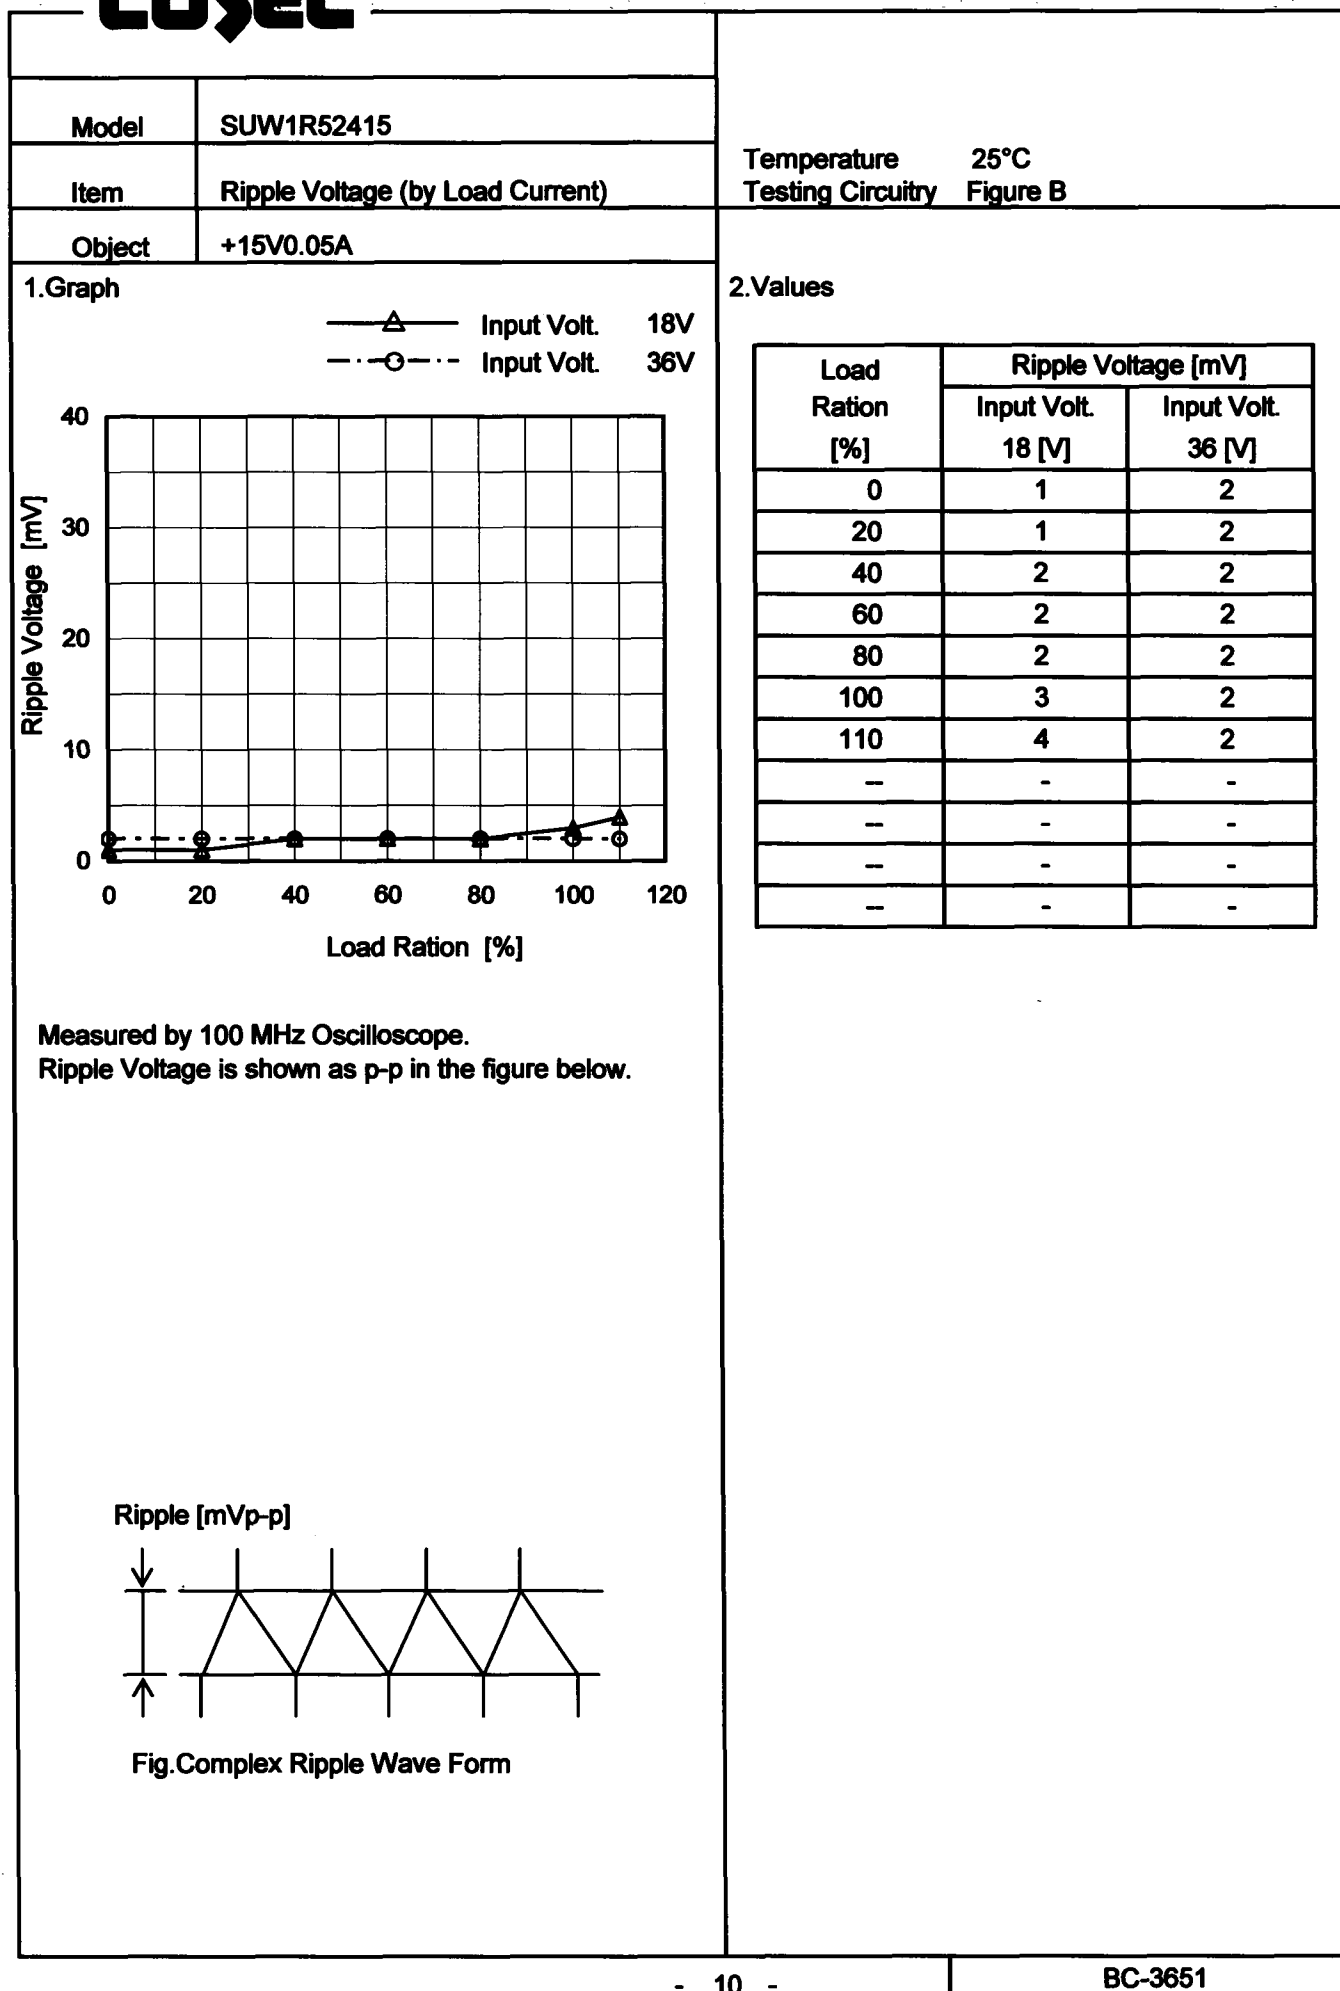 COSEL
Model SUW1R52415
Item Ripple Voltage (by Load Current)
Object +15V0.05A
Temperature 25°C
Testing Circuitry Figure B
1.Graph
Input Volt. 18V
Input Volt. 36V
40
30
20
10
0
Ripple Voltage [mV]
0 20 40 60 80 100 120
Load Ration [%]
Measured by 100 MHz Oscilloscope.
Ripple Voltage is shown as p-p in the figure below.
Ripple [mVp-p]
Fig.Complex Ripple Wave Form
2.Values
Load Ripple Voltage [mV]
Ration Input Volt. Input Volt.
[%] 18 [V] 36 [V]
0 1 2
20 1 2
40 2 2
60 2 2
80 2 2
100 3 2
110 4 2
-- - -
-- - -
-- - -
-- - -
- 10 -
BC-3651